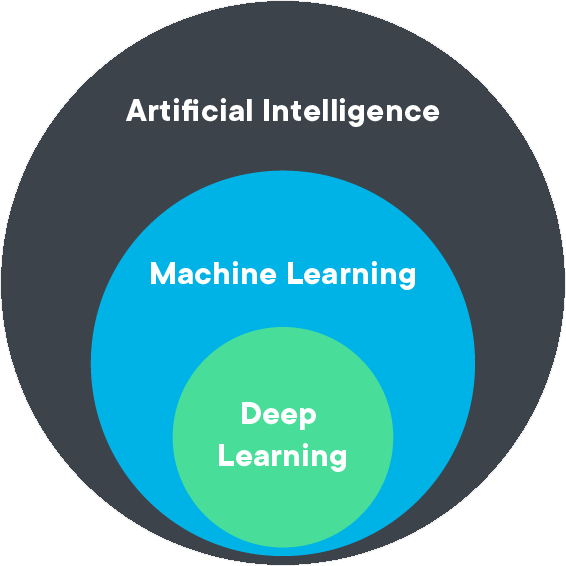 Artificial Intelligence
Machine Learning
Deep
Learning